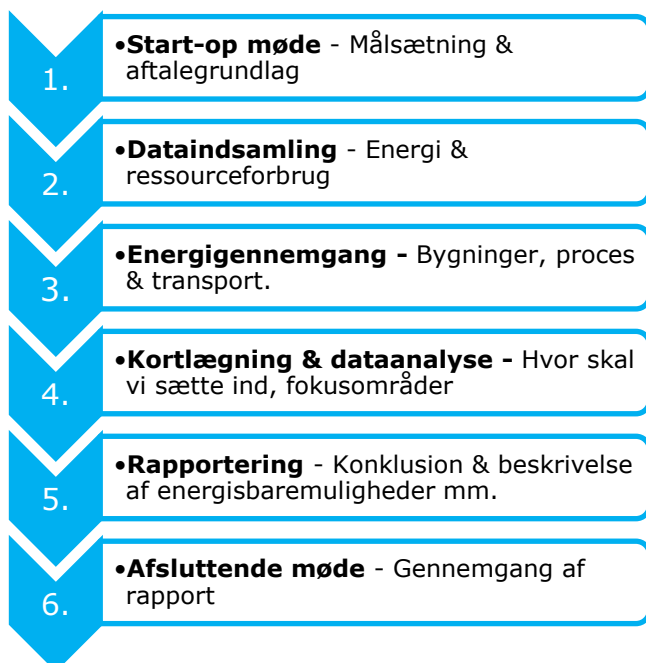 1.
•Start-op møde - Målsætning &
aftalegrundlag
2.
•Dataindsamling - Energi &
ressourceforbrug
3.
•Energigennemgang - Bygninger, proces
& transport.
4.
•Kortlægning & dataanalyse - Hvor skal
vi sætte ind, fokusområder
5.
•Rapportering - Konklusion & beskrivelse
af energisbaremuligheder mm.
6.
•Afsluttende møde - Gennemgang af
rapport